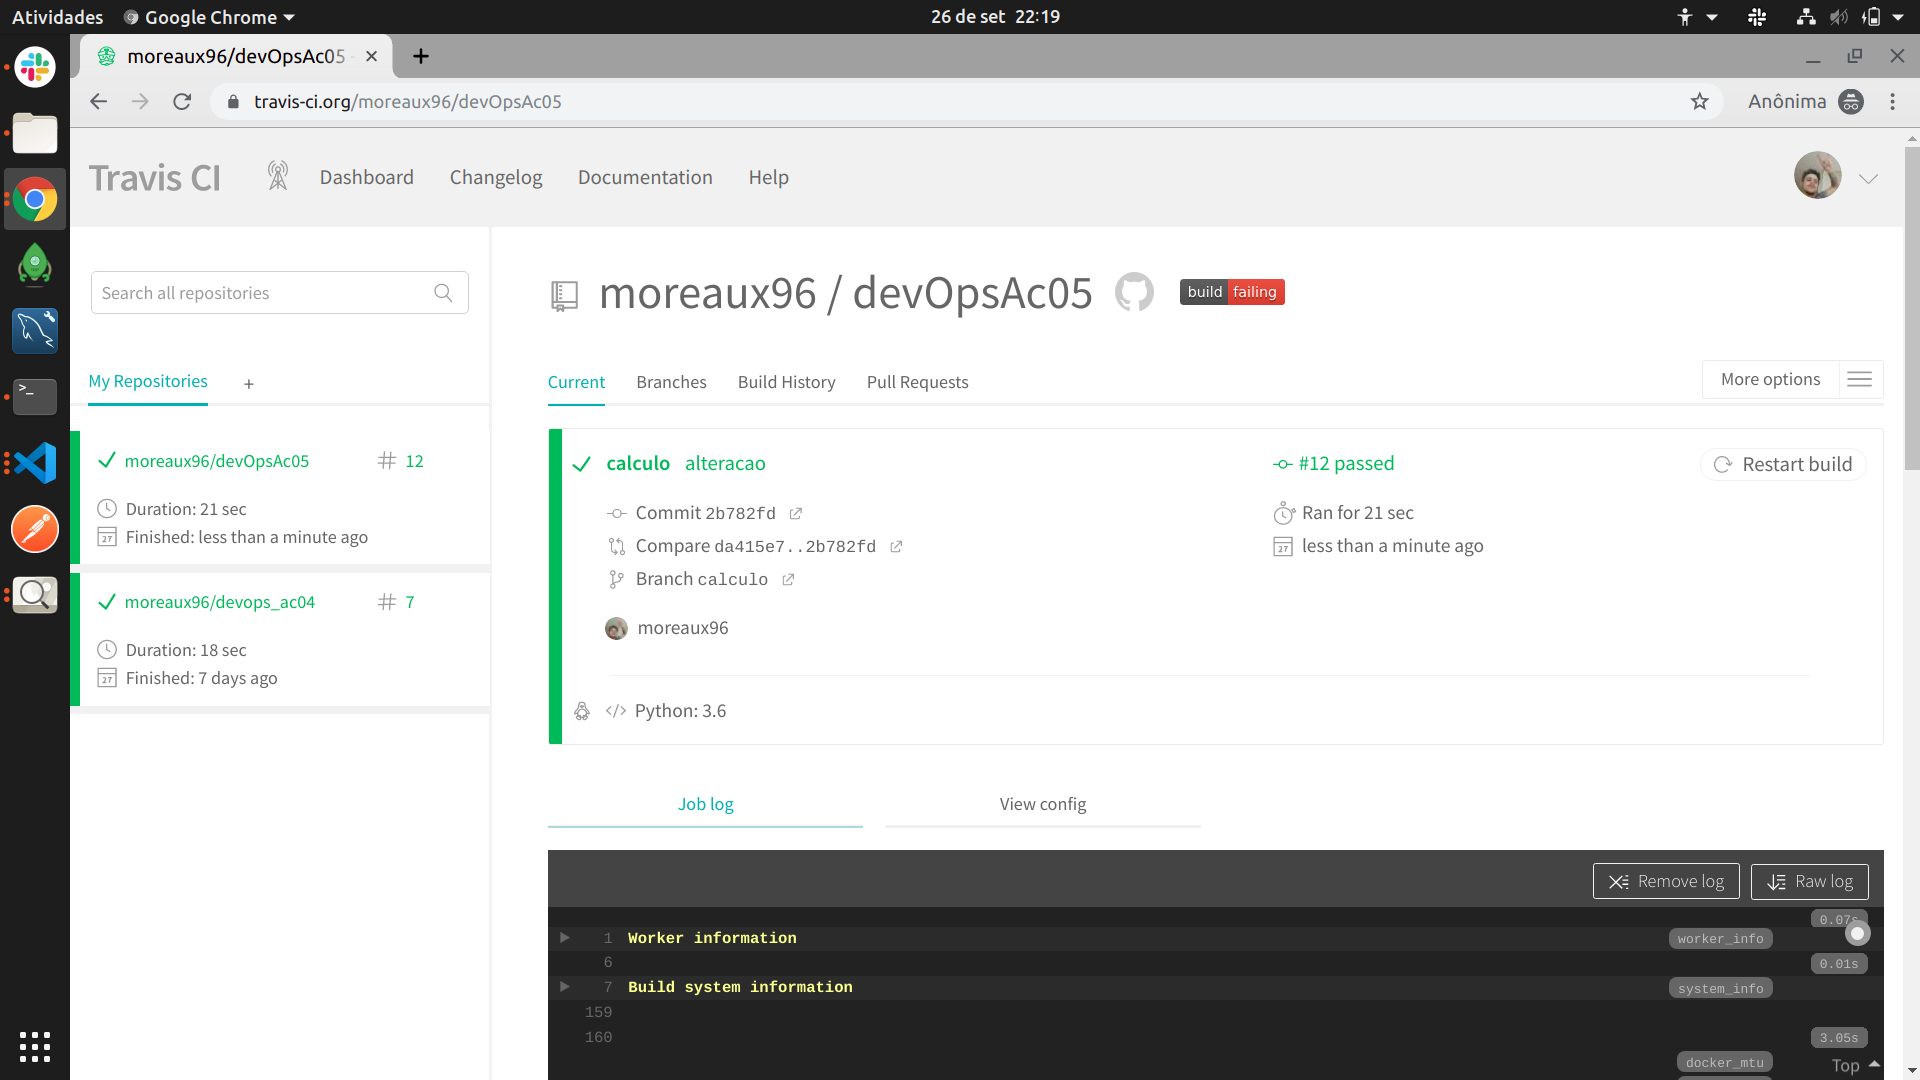 Atividades
Google Chrome
26 de set 22:19
moreaux96/devOpsAc05
travis-ci.org/moreaux96/devOpsAc05
Anônima
Travis CI
Dashboard
Changelog
Documentation
Help
Search all repositories
My Repositories
+
moreaux96/devOpsAc05
# 12
Duration: 21 sec
Finished: less than a minute ago
moreaux96/devops_ac04
# 7
Duration: 18 sec
Finished: 7 days ago
moreaux96 / devOpsAc05
build failing
Current
Branches
Build History
Pull Requests
More options
calculo alteracao
#12 passed
Restart build
Commit 2b782fd
Ran for 21 sec
Compare da415e7..2b782fd
less than a minute ago
Branch calculo
moreaux96
</> Python: 3.6
Job log
View config
Remove log
Raw log
0.07s
1 Worker information
worker_info
6
0.01s
7 Build system information
system_info
159
160
3.05s
docker_mtu
Top